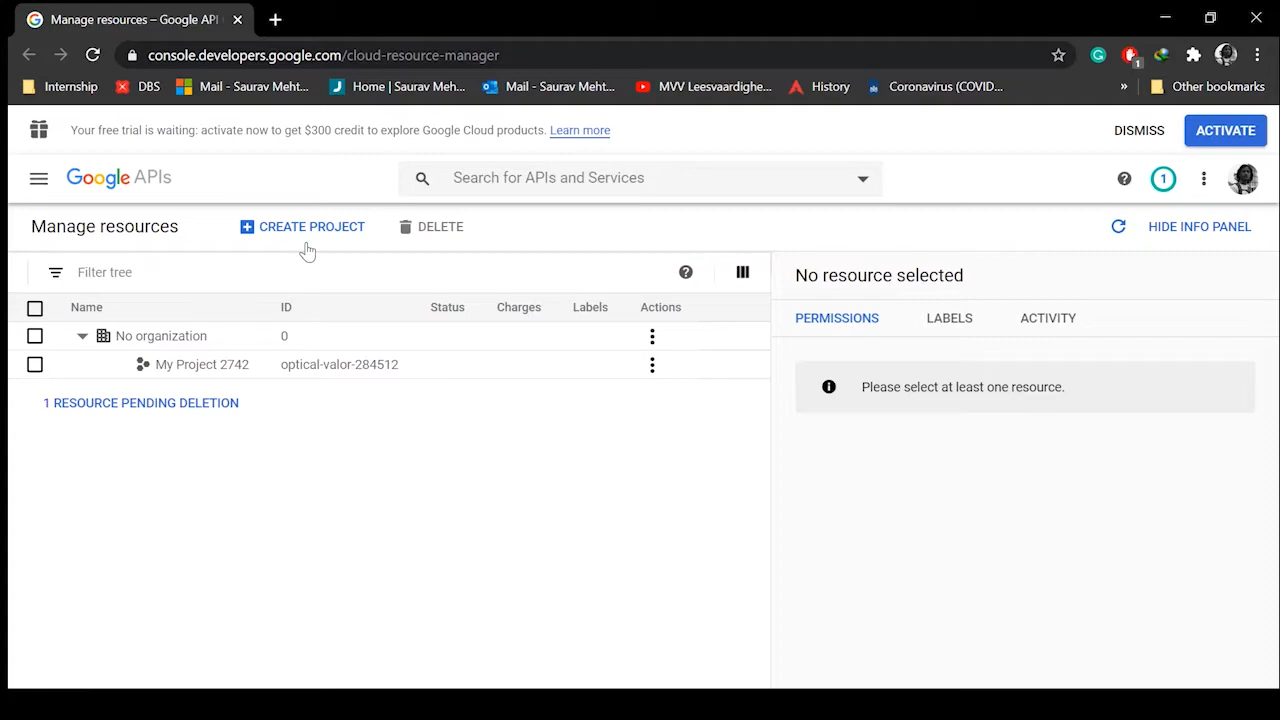 Manage resources – Google API
console.developers.google.com/cloud-resource-manager
1
Internship DBS Mail - Saurav Meht... Home | Saurav Meh... Mail - Saurav Meht... MVV Leesvaardighe... History Coronavirus (COVID... » Other bookmarks
Your free trial is waiting: activate now to get $300 credit to explore Google Cloud products. Learn more DISMISS ACTIVATE
Google APIs Search for APIs and Services 1
Manage resources CREATE PROJECT DELETE HIDE INFO PANEL
Filter tree
No resource selected
Name ID Status Charges Labels Actions
PERMISSIONS LABELS ACTIVITY
No organization 0
My Project 2742 optical-valor-284512
Please select at least one resource.
1 RESOURCE PENDING DELETION